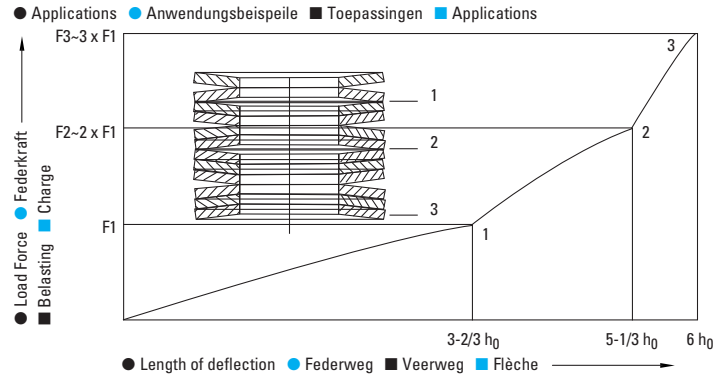 ● Applications ● Anwendungsbeispeile ■ Toepassingen ■ Applications
F3~3 x F1
3
1
F2~2 x F1
2
2
3
F1
1
● Load Force ● Federkraft
■ Belasting ■ Charge
3-2/3 h₀
5-1/3 h₀
6 h₀
● Length of deflection ● Federweg ■ Veerweg ■ Flèche